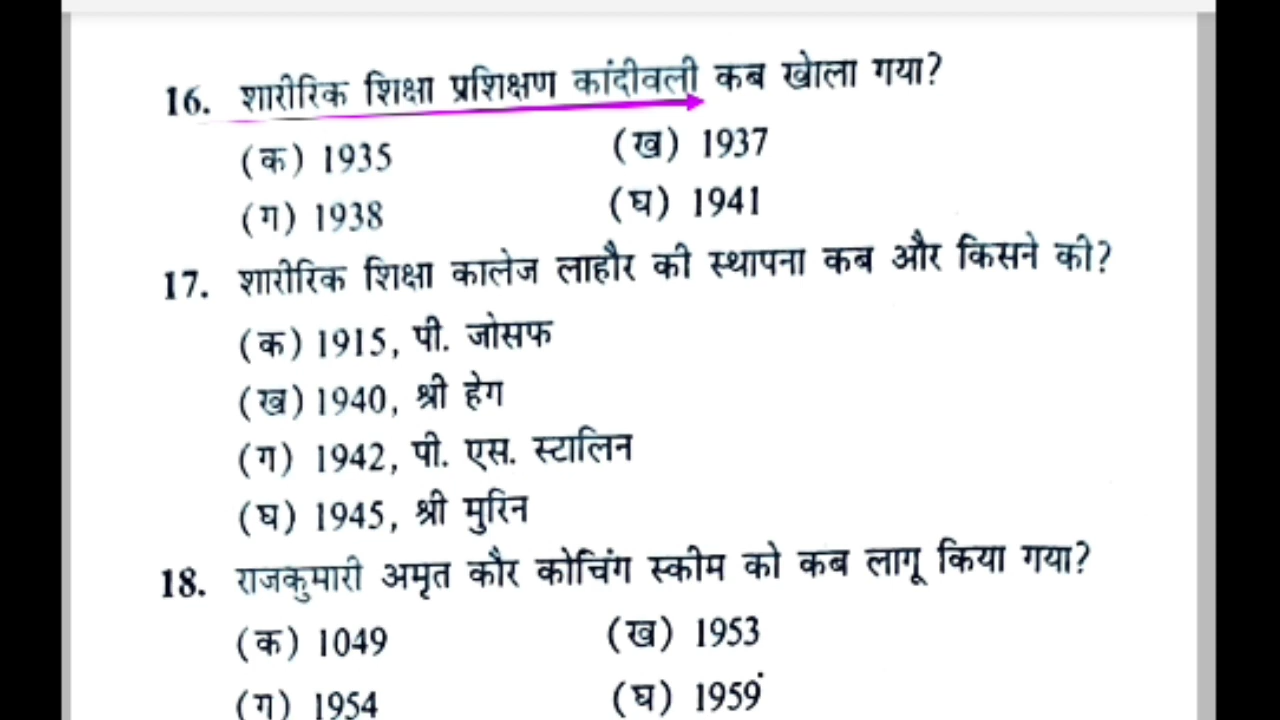 16. शारीरिक शिक्षा प्रशिक्षण कांदीवली कब खोला गया?
(क) 1935 (ख) 1937
(ग) 1938 (घ) 1941
17. शारीरिक शिक्षा कालेज लाहौर की स्थापना कब और किसने की?
(क) 1915, पी. जोसफ
(ख) 1940, श्री हेग
(ग) 1942, पी. एस. स्टालिन
(घ) 1945, श्री मुरिन
18. राजकुमारी अमृत कौर कोचिंग स्कीम को कब लागू किया गया?
(क) 1049 (ख) 1953
(ग) 1954 (घ) 1959